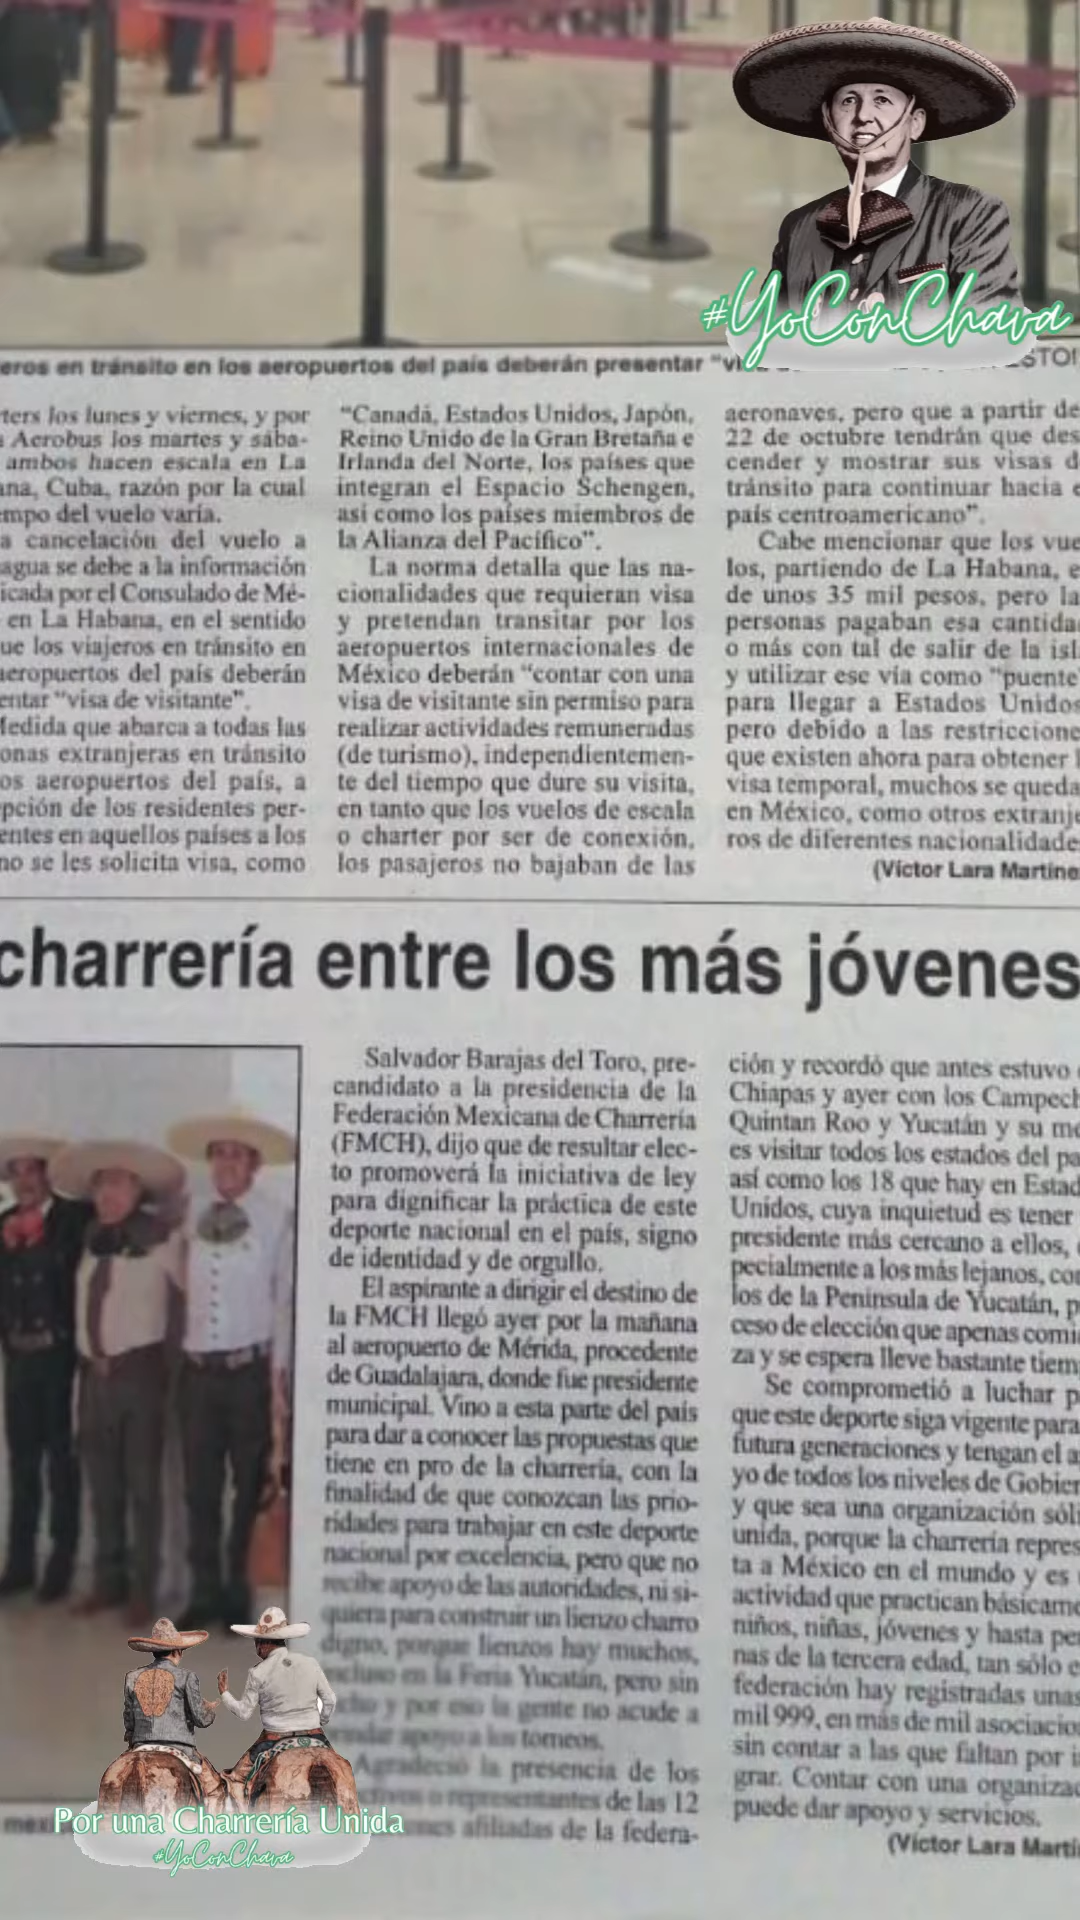 #YoConChava
eros en tránsito en los aeropuertos del país deberán presentar
ters los lunes y viernes, y por
Aerobus los martes y sába-
ambos hacen escala en La
ana, Cuba, razón por la cual
empo del vuelo varía.
a cancelación del vuelo a
agua se debe a la información
icada por el Consulado de Mé-
en La Habana, en el sentido
ue los viajeros en tránsito en
aeropuertos del país deberán
entar “visa de visitante”.
Medida que abarca a todas las
onas extranjeras en tránsito
os aeropuertos del país, a
pción de los residentes per-
entes en aquellos países a los
no se les solicita visa, como
“Canadá, Estados Unidos, Japón,
Reino Unido de la Gran Bretaña e
Irlanda del Norte, los países que
integran el Espacio Schengen,
así como los países miembros de
la Alianza del Pacífico”.
La norma detalla que las na-
cionalidades que requieran visa
y pretendan transitar por los
aeropuertos internacionales de
México deberán “contar con una
visa de visitante sin permiso para
realizar actividades remuneradas
(de turismo), independientemen-
te del tiempo que dure su visita,
en tanto que los vuelos de escala
o charter por ser de conexión,
los pasajeros no bajaban de las
aeronaves, pero que a partir de
22 de octubre tendrán que des
cender y mostrar sus visas d
tránsito para continuar hacia e
país centroamericano”.
Cabe mencionar que los vue
los, partiendo de La Habana, e
de unos 35 mil pesos, pero la
personas pagaban esa cantida
o más con tal de salir de la isl
y utilizar ese vía como “puente
para llegar a Estados Unidos
pero debido a las restriccione
que existen ahora para obtener l
visa temporal, muchos se queda
en México, como otros extranje
ros de diferentes nacionalidade
(Víctor Lara Martíne
charrería entre los más jóvenes
Salvador Barajas del Toro, pre-
candidato a la presidencia de la
Federación Mexicana de Charrería
(FMCH), dijo que de resultar elec-
to promoverá la iniciativa de ley
para dignificar la práctica de este
deporte nacional en el país, signo
de identidad y de orgullo.
El aspirante a dirigir el destino de
la FMCH llegó ayer por la mañana
al aeropuerto de Mérida, procedente
de Guadalajara, donde fue presidente
municipal. Vino a esta parte del país
para dar a conocer las propuestas que
tiene en pro de la charrería, con la
finalidad de que conozcan las prio-
ridades para trabajar en este deporte
nacional por excelencia, pero que no
recibe apoyo de las autoridades, ni si-
quiera para construir un lienzo charro
digno, porque lienzos hay muchos,
cluso en la Feria Yucatán, pero sin
cho y por eso la gente no acude a
apoyo a los torneos.
Agradeció la presencia de los
o representantes de las 12
afiliadas de la federa-
ción y recordó que antes estuvo
Chiapas y ayer con los Campech
Quintan Roo y Yucatán y su me
es visitar todos los estados del pa
así como los 18 que hay en Estad
Unidos, cuya inquietud es tener
presidente más cercano a ellos,
pecialmente a los más lejanos, co
los de la Península de Yucatán, p
ceso de elección que apenas comi
za y se espera lleve bastante tiem
Se comprometió a luchar p
que este deporte siga vigente para
futura generaciones y tengan el a
yo de todos los niveles de Gobier
y que sea una organización sóli
unida, porque la charrería repres
ta a México en el mundo y es
actividad que practican básicame
niños, niñas, jóvenes y hasta per
nas de la tercera edad, tan sólo e
federación hay registradas unas
mil 999, en más de mil asociacio
sin contar a las que faltan por i
grar. Contar con una organizac
puede dar apoyo y servicios.
(Víctor Lara Martí
Por una Charrería Unida
#YoConChava